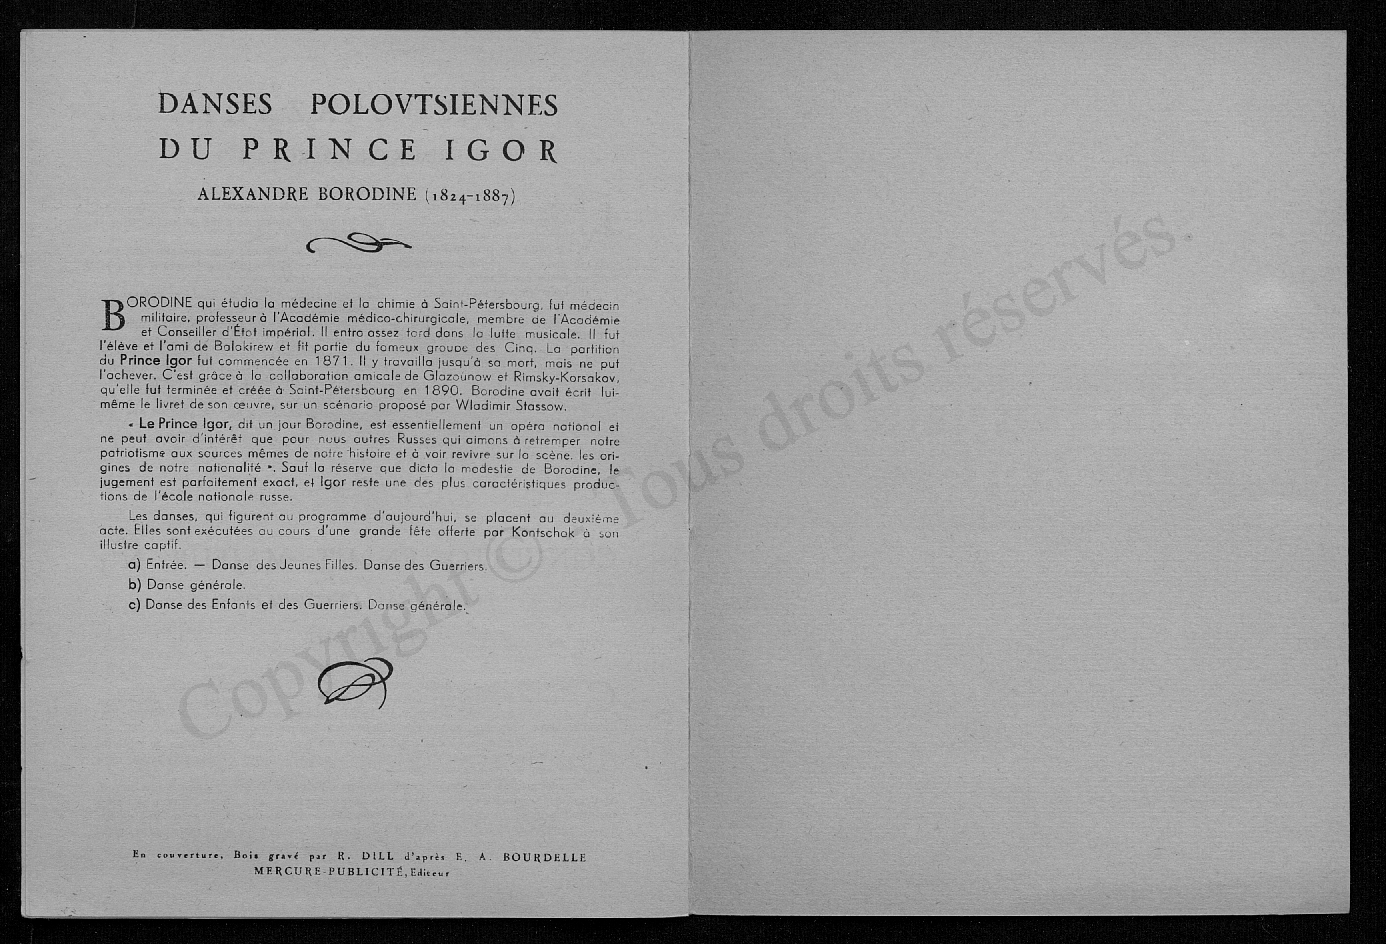 DANSES POLOVTSIENNES
DU PRINCE IGOR
ALEXANDRE BORODINE (1824-1887)
BORODINE qui étudia la médecine et la chimie à Saint-Pétersbourg, fut médecin
militaire, professeur à l'Académie médico-chirurgicale, membre de l'Académie
et Conseiller d'État impérial. Il entra assez tard dans la lutte musicale. Il fut
l'élève et l'ami de Balakirew et fit partie du fameux groupe des Cinq. La partition
du Prince Igor fut commencée en 1871. Il y travailla jusqu'à sa mort, mais ne put
l'achever. C'est grâce à la collaboration amicale de Glazounow et Rimsky-Korsakov,
qu'elle fut terminée et créée à Saint-Pétersbourg en 1890. Borodine avait écrit lui-
même le livret de son œuvre, sur un scénario proposé par Wladimir Stassow.
« Le Prince Igor, dit un jour Borodine, est essentiellement un opéra national et
ne peut avoir d'intérêt que pour nous autres Russes qui aimons à retremper notre
patriotisme aux sources mêmes de notre histoire et à voir revivre sur la scène, les ori-
gines de notre nationalité ». Sauf la réserve que dicta la modestie de Borodine, le
jugement est parfaitement exact, et Igor reste une des plus caractéristiques produc-
tions de l'école nationale russe.
Les danses, qui figurent au programme d'aujourd'hui, se placent au deuxième
acte. Elles sont exécutées au cours d'une grande fête offerte par Kontschak à son
illustre captif.
a) Entrée. — Danse des Jeunes Filles. Danse des Guerriers.
b) Danse générale.
c) Danse des Enfants et des Guerriers. Danse générale.
En couverture, Bois gravé par R. DILL d'après E. A. BOURDELLE
MERCURE-PUBLICITÉ, Editeur
Copyright © Tous droits réservés.